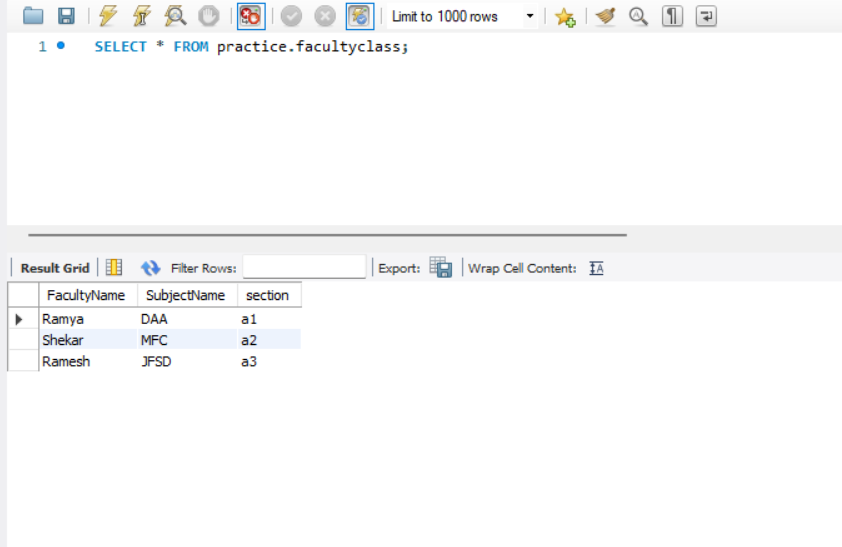 Limit to 1000 rows
1 SELECT * FROM practice.facultyclass;
Result Grid Filter Rows: Export: Wrap Cell Content: IA
FacultyName SubjectName section
Ramya DAA a1
Shekar MFC a2
Ramesh JFSD a3